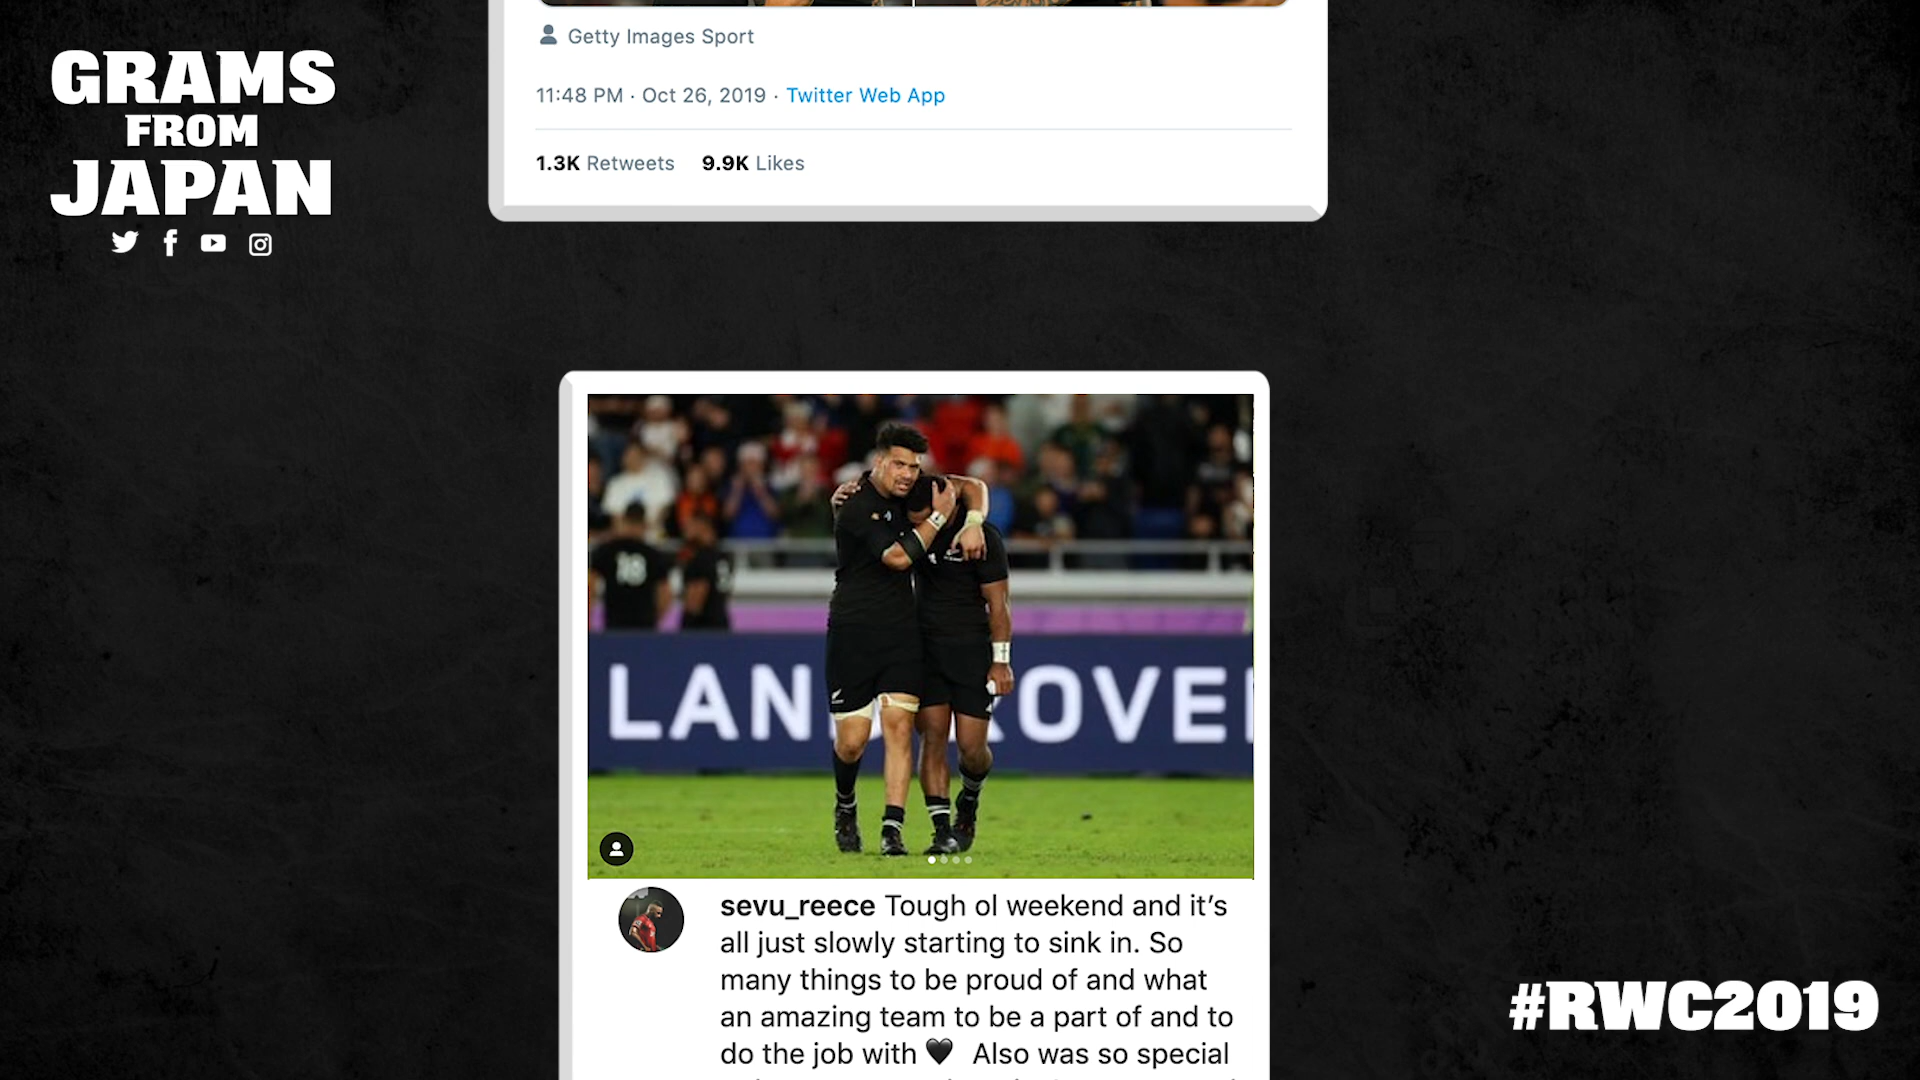 GRAMS
FROM
JAPAN
Getty Images Sport
11:48 PM · Oct 26, 2019 · Twitter Web App
1.3K Retweets 9.9K Likes
18
LAND ROVER
sevu_reece Tough ol weekend and it’s
all just slowly starting to sink in. So
many things to be proud of and what
an amazing team to be a part of and to
do the job with 🖤 Also was so special
#RWC2019